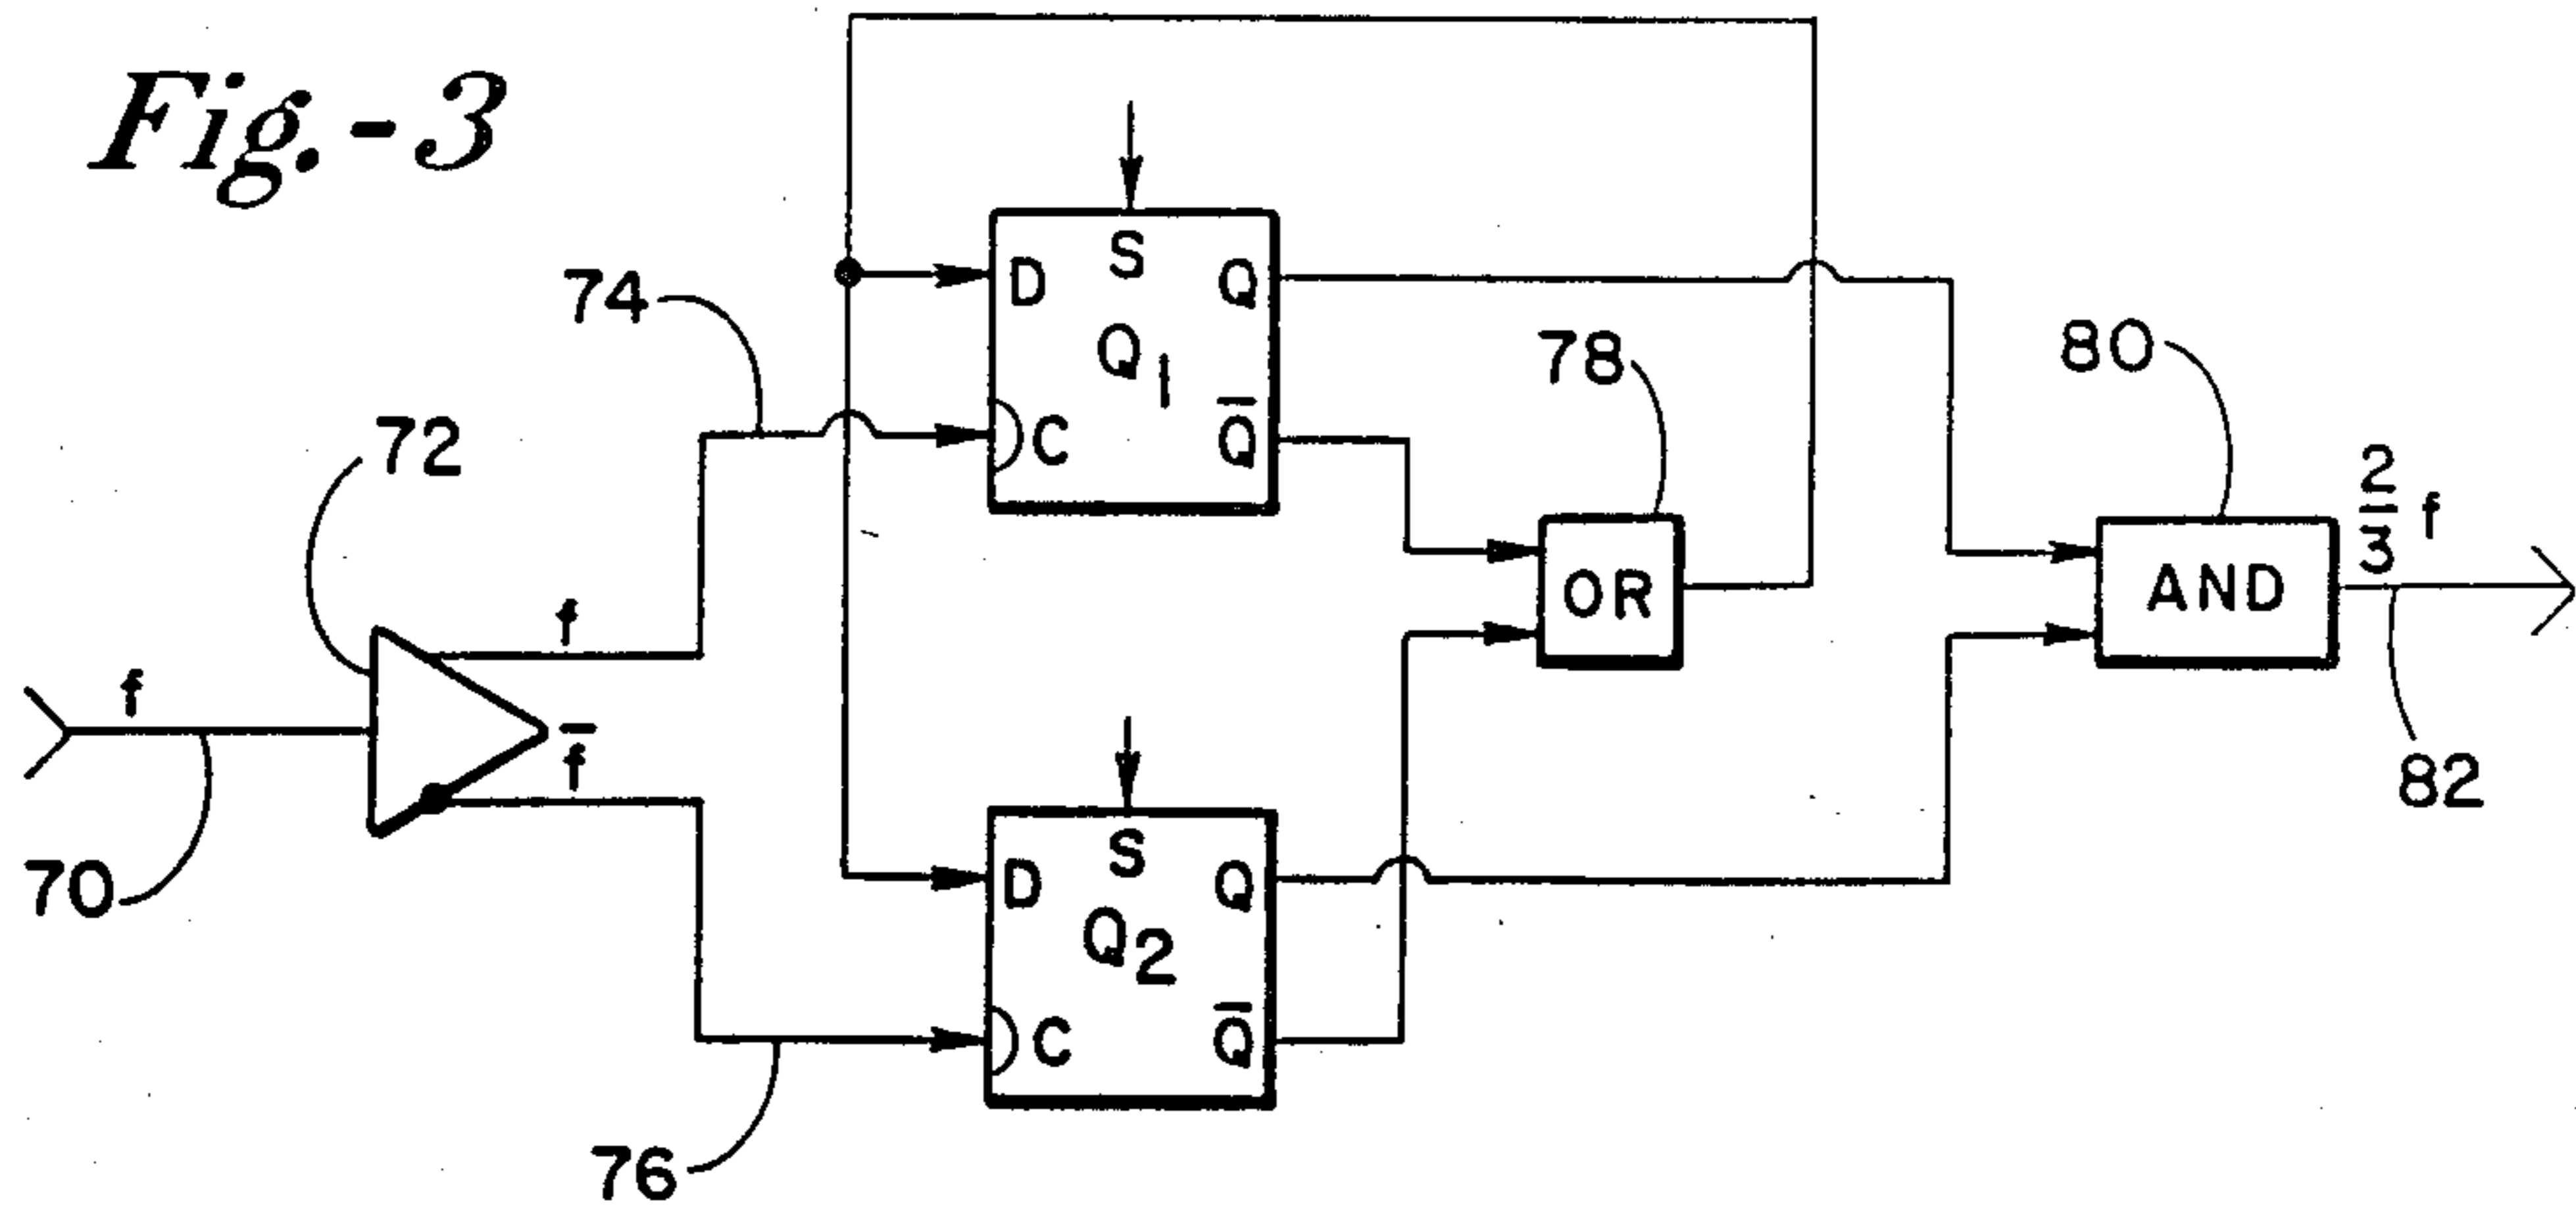 Fig.-3
74
72
f
f
f̅
70
76
D S Q
Q₁
C Q̅
D S Q
Q₂
C Q̅
78
OR
80
AND
2/3 f
82